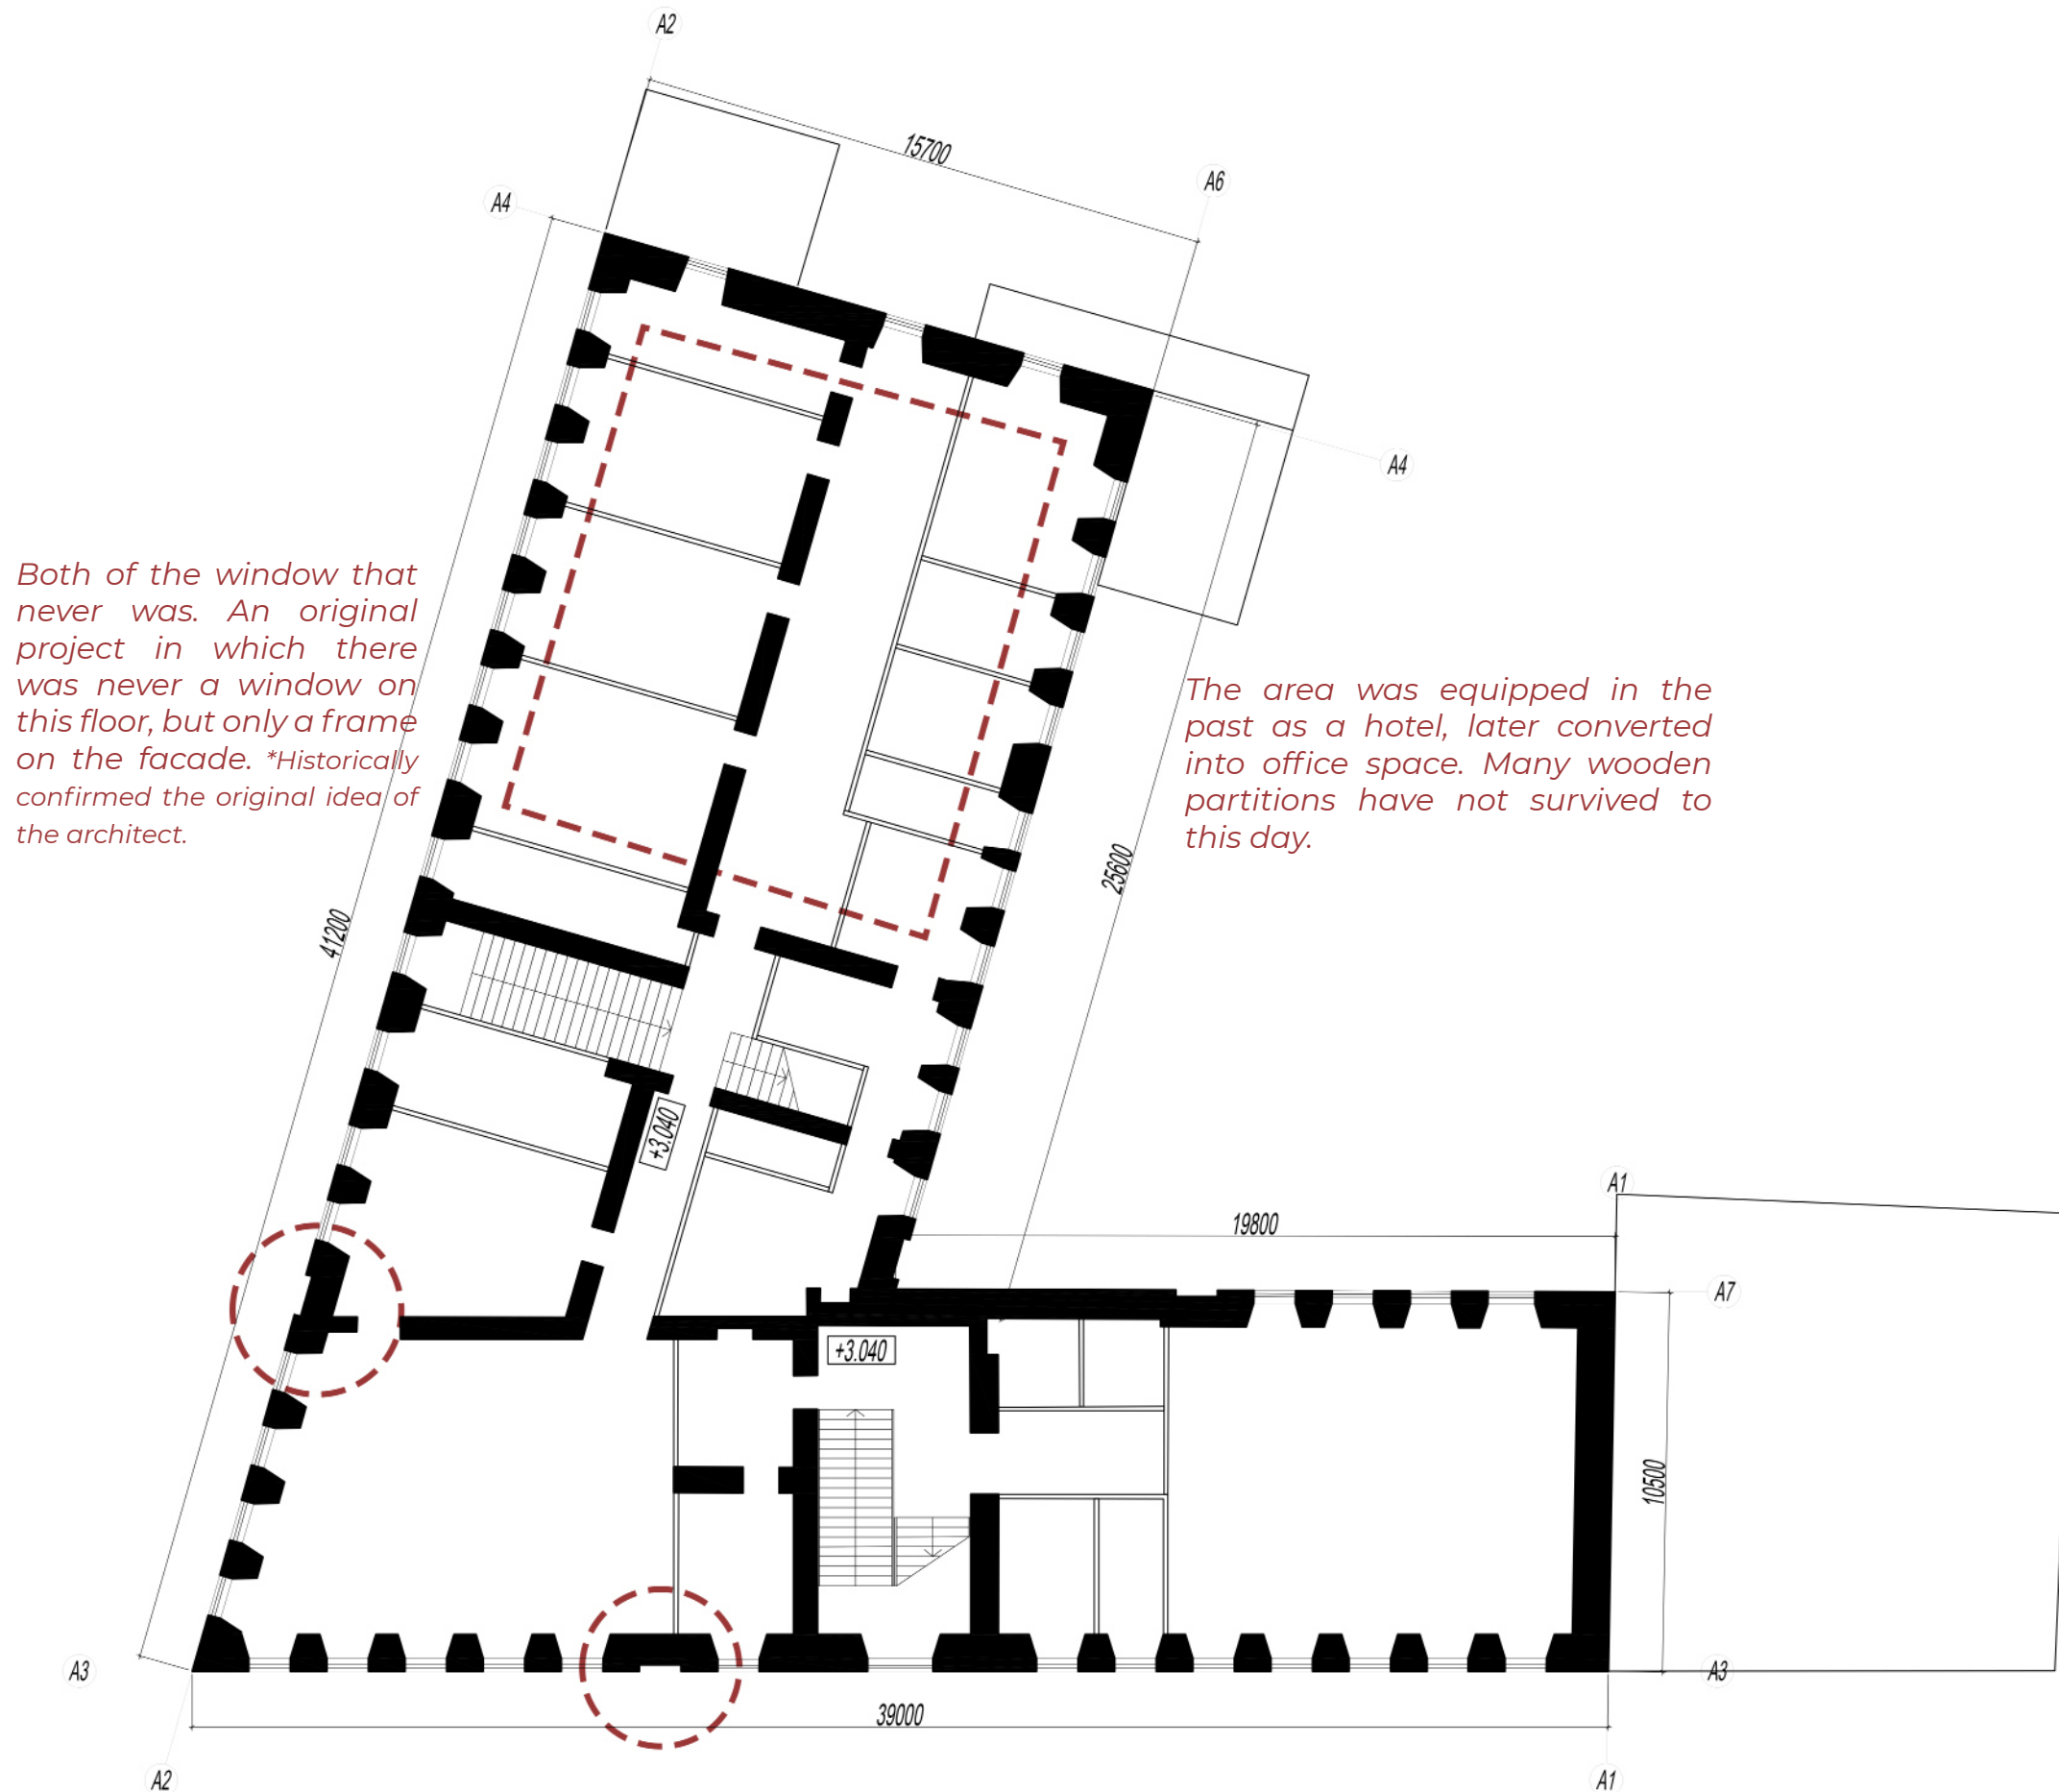 A2
15700
A6
A4
A4
Both of the window that
never was. An original
project in which there
was never a window on
this floor, but only a frame
on the facade. *Historically
confirmed the original idea of
the architect.
The area was equipped in the
past as a hotel, later converted
into office space. Many wooden
partitions have not survived to
this day.
41200
25600
+3.040
A1
19800
A7
+3.040
10500
A3
A3
39000
A2
A1